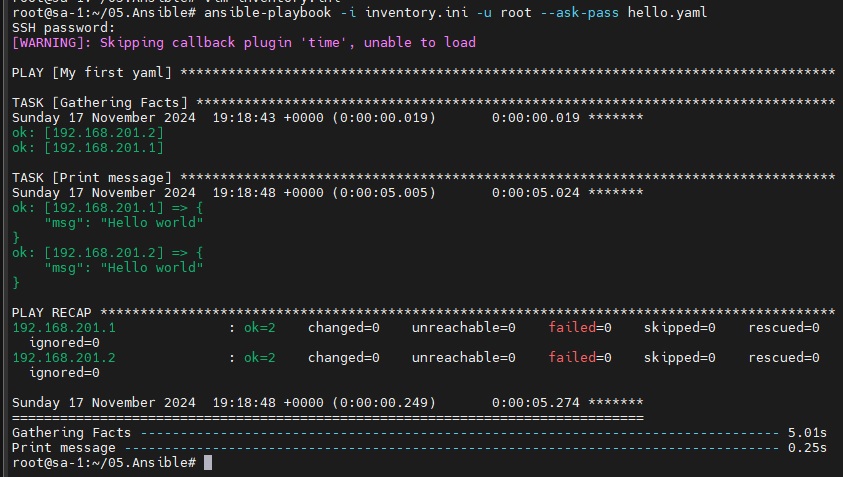 root@sa-1:~/05.Ansible# vim inventory.ini
root@sa-1:~/05.Ansible# ansible-playbook -i inventory.ini -u root --ask-pass hello.yaml
SSH password:
[WARNING]: Skipping callback plugin 'time', unable to load

PLAY [My first yaml] **********************************************************************************

TASK [Gathering Facts] ********************************************************************************
Sunday 17 November 2024  19:18:43 +0000 (0:00:00.019)       0:00:00.019 *******
ok: [192.168.201.2]
ok: [192.168.201.1]

TASK [Print message] **********************************************************************************
Sunday 17 November 2024  19:18:48 +0000 (0:00:05.005)       0:00:05.024 *******
ok: [192.168.201.1] => {
    "msg": "Hello world"
}
ok: [192.168.201.2] => {
    "msg": "Hello world"
}

PLAY RECAP ********************************************************************************************
192.168.201.1              : ok=2    changed=0    unreachable=0    failed=0    skipped=0    rescued=0
  ignored=0
192.168.201.2              : ok=2    changed=0    unreachable=0    failed=0    skipped=0    rescued=0
  ignored=0

Sunday 17 November 2024  19:18:48 +0000 (0:00:00.249)       0:00:05.274 *******
===============================================================================
Gathering Facts -------------------------------------------------------------------------------- 5.01s
Print message ---------------------------------------------------------------------------------- 0.25s
root@sa-1:~/05.Ansible#